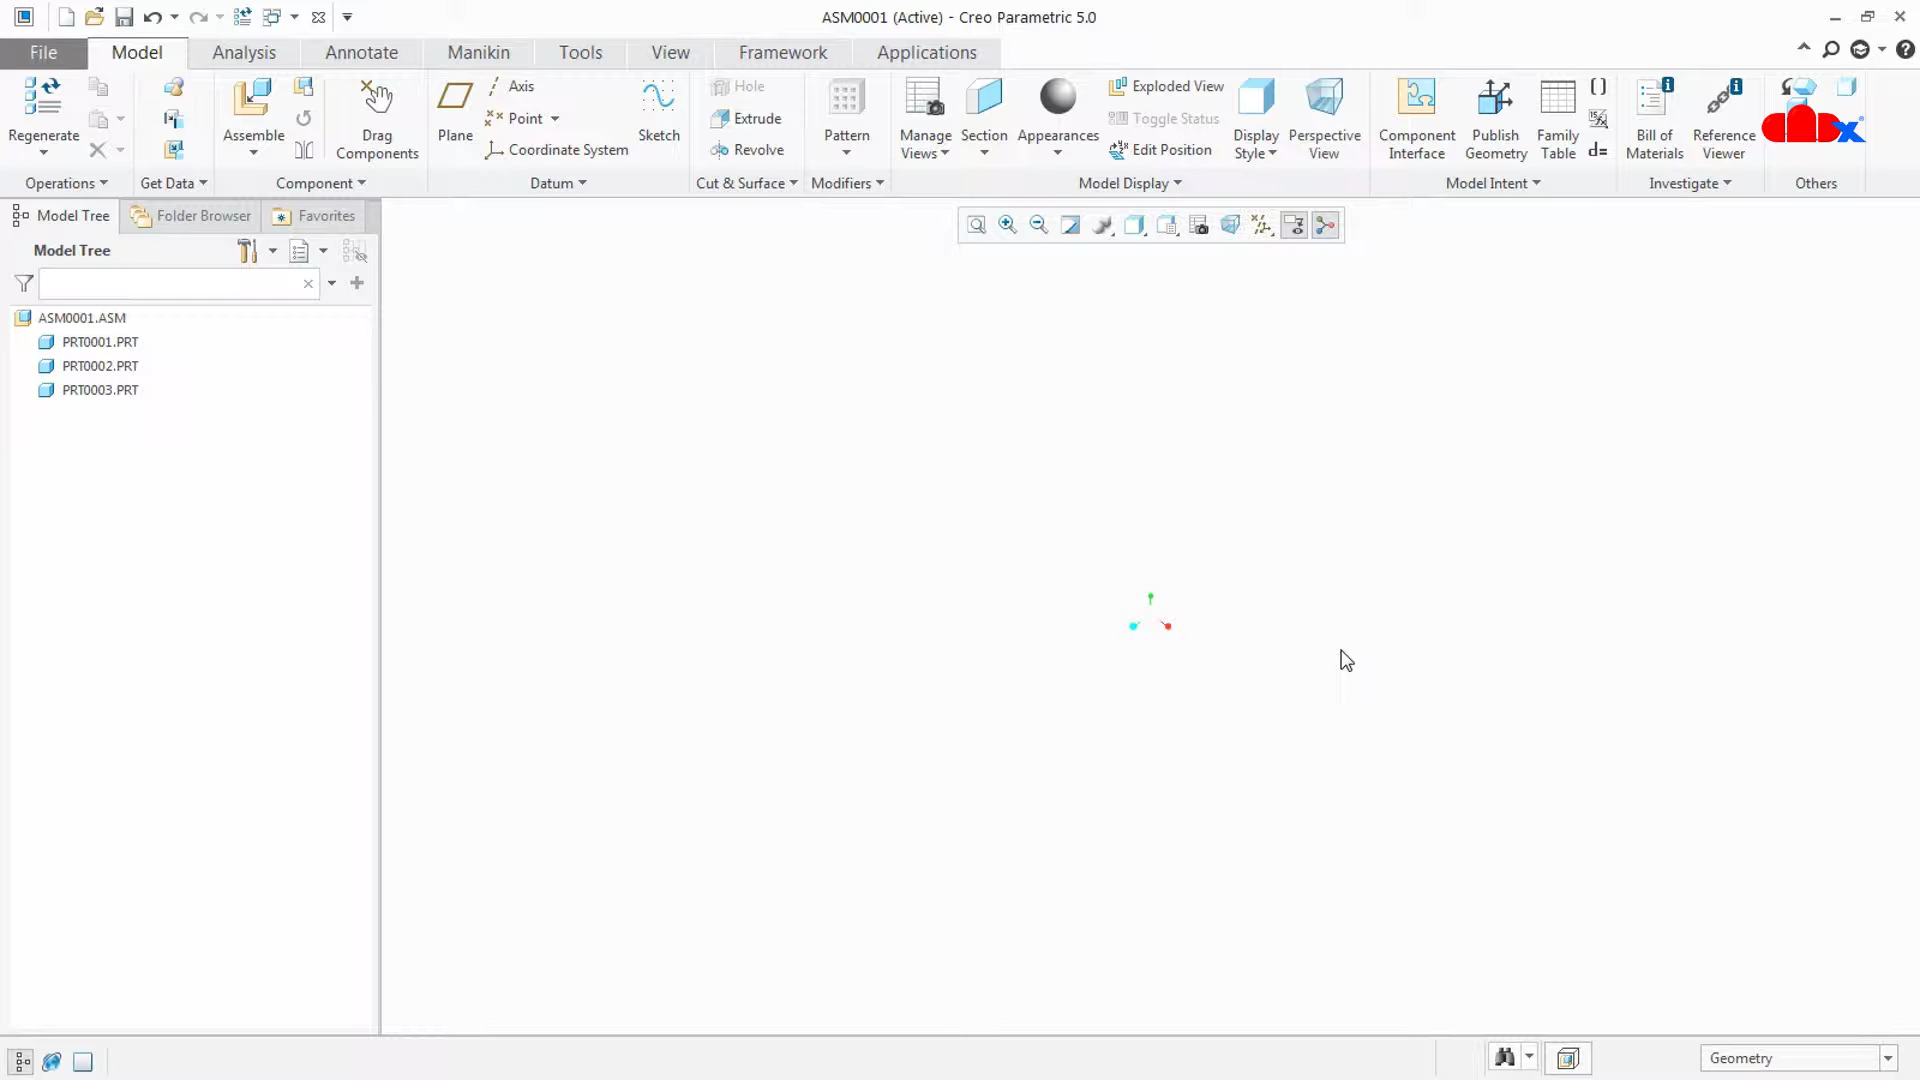 ASM0001 (Active) - Creo Parametric 5.0
File Model Analysis Annotate Manikin Tools View Framework Applications
Regenerate
Operations
Get Data
Assemble
Drag
Components
Component
Plane
Axis
Point
Coordinate System
Sketch
Datum
Hole
Extrude
Revolve
Cut & Surface
Pattern
Modifiers
Manage
Views
Section
Appearances
Exploded View
Toggle Status
Edit Position
Display
Style
Perspective
View
Model Display
Component
Interface
Publish
Geometry
Family
Table
d=
Model Intent
Bill of
Materials
Reference
Viewer
Investigate
Others
Model Tree Folder Browser Favorites
Model Tree
ASM0001.ASM
PRT0001.PRT
PRT0002.PRT
PRT0003.PRT
Geometry